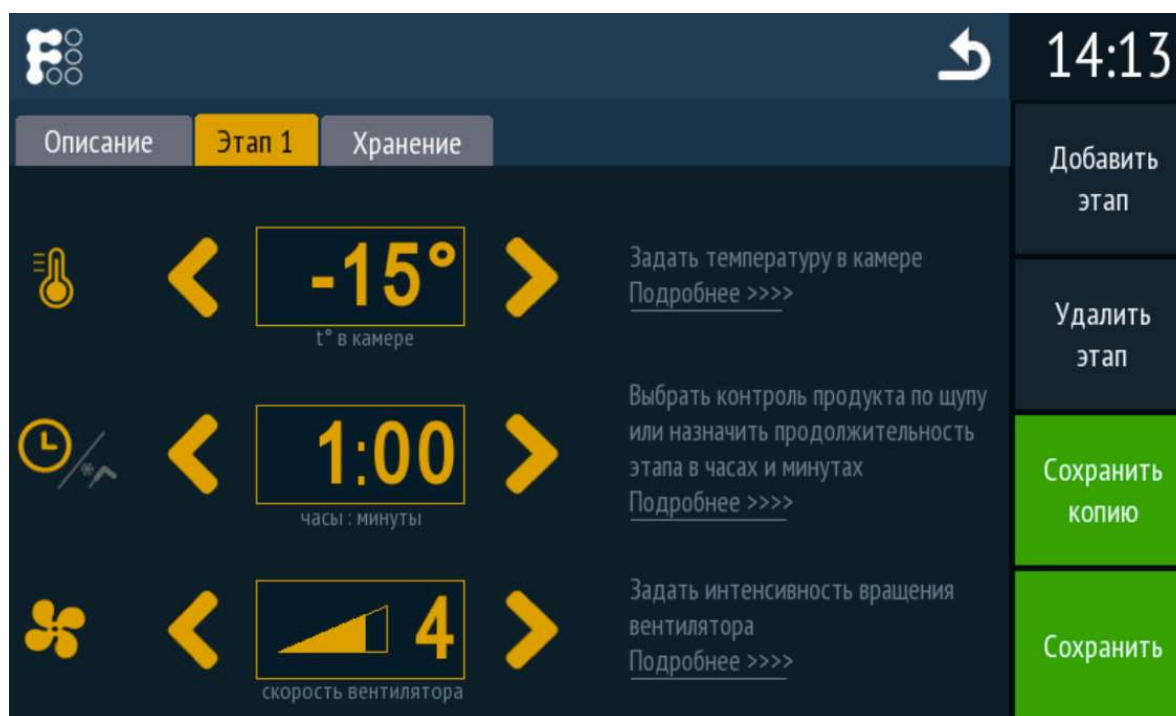 F
14:13
Описание
Этап 1
Хранение
Добавить
этап
-15°
t° в камере
Задать температуру в камере
Подробнее >>>>
Удалить
этап
1:00
часы : минуты
Выбрать контроль продукта по щупу
или назначить продолжительность
этапа в часах и минутах
Подробнее >>>>
Сохранить
копию
4
скорость вентилятора
Задать интенсивность вращения
вентилятора
Подробнее >>>>
Сохранить